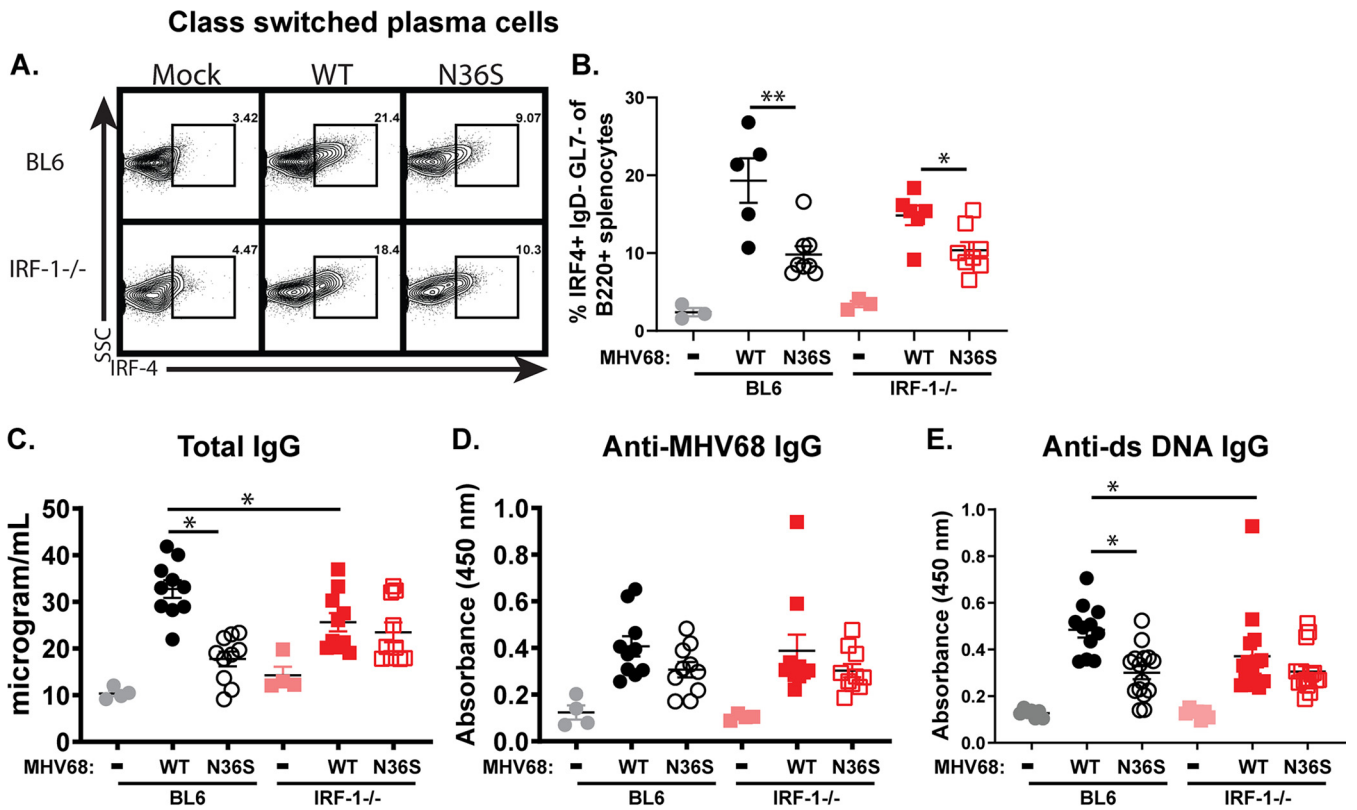 Class switched plasma cells
A.
Mock WT N36S
BL6
3.42 21.4 9.07
IRF-1-/-
4.47 18.4 10.3
SSC
IRF-4
B.
% IRF4+ IgD- GL7- of
B220+ splenocytes
30
20
10
0
** *
MHV68: - WT N36S - WT N36S
BL6 IRF-1-/-
C. Total IgG
microgram/mL
50
40
30
20
10
0
* *
MHV68: - WT N36S - WT N36S
BL6 IRF-1-/-
D. Anti-MHV68 IgG
Absorbance (450 nm)
1.0
0.8
0.6
0.4
0.2
0.0
MHV68: - WT N36S - WT N36S
BL6 IRF-1-/-
E. Anti-ds DNA IgG
Absorbance (450 nm)
1.0
0.8
0.6
0.4
0.2
0.0
*
*
MHV68: - WT N36S - WT N36S
BL6 IRF-1-/-